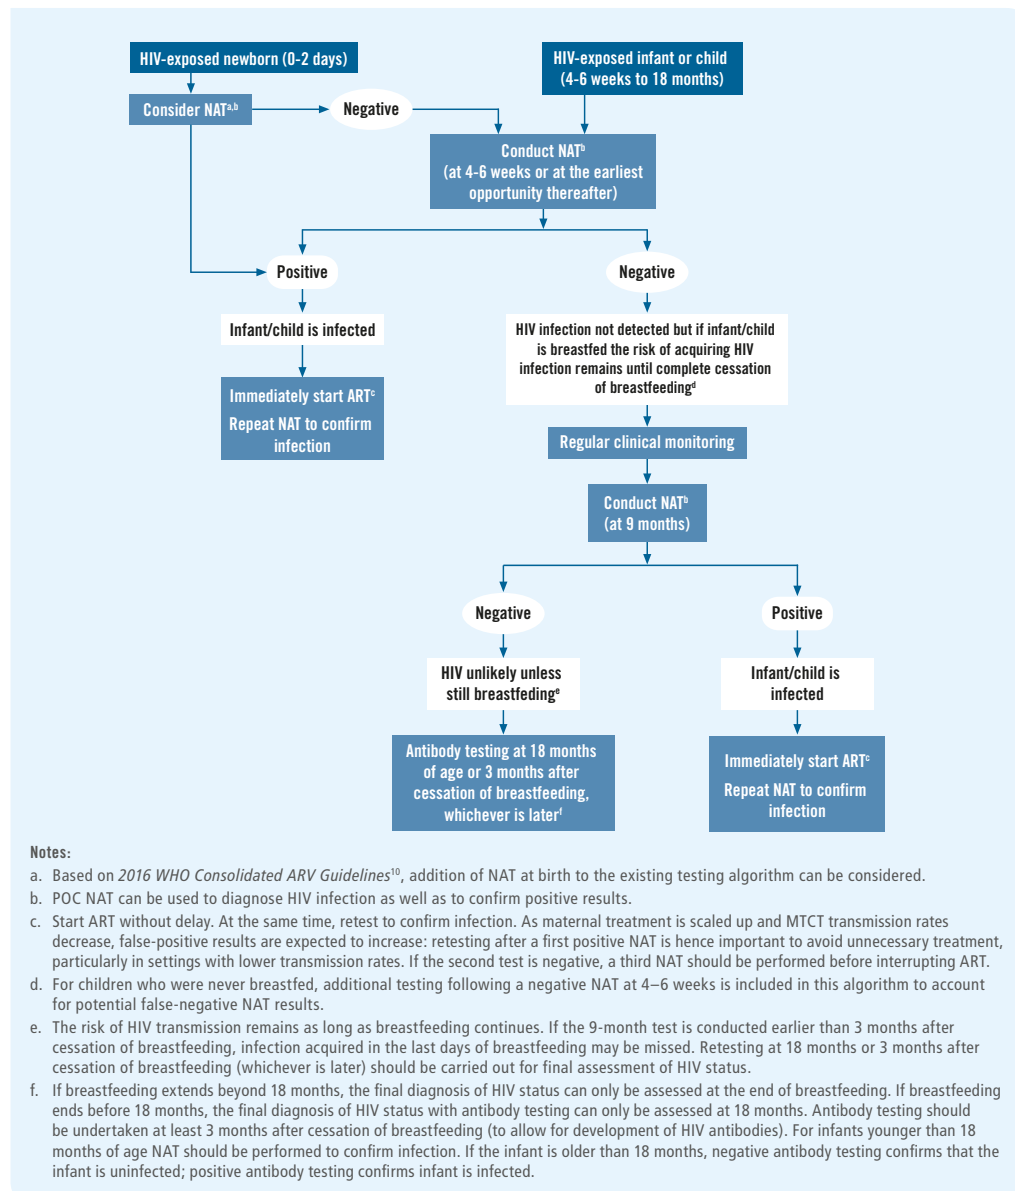 HIV-exposed newborn (0-2 days)
HIV-exposed infant or child
(4-6 weeks to 18 months)
Consider NATa,b
Negative
Conduct NATb
(at 4-6 weeks or at the earliest
opportunity thereafter)
Positive
Negative
Infant/child is infected
HIV infection not detected but if infant/child
is breastfed the risk of acquiring HIV
infection remains until complete cessation
of breastfeedingd
Immediately start ARTc
Repeat NAT to confirm
infection
Regular clinical monitoring
Conduct NATb
(at 9 months)
Negative
Positive
HIV unlikely unless
still breastfedinge
Infant/child is
infected
Antibody testing at 18 months
of age or 3 months after
cessation of breastfeeding,
whichever is laterf
Immediately start ARTc
Repeat NAT to confirm
infection
Notes:
a. Based on 2016 WHO Consolidated ARV Guidelines10, addition of NAT at birth to the existing testing algorithm can be considered.
b. POC NAT can be used to diagnose HIV infection as well as to confirm positive results.
c. Start ART without delay. At the same time, retest to confirm infection. As maternal treatment is scaled up and MTCT transmission rates
decrease, false-positive results are expected to increase: retesting after a first positive NAT is hence important to avoid unnecessary treatment,
particularly in settings with lower transmission rates. If the second test is negative, a third NAT should be performed before interrupting ART.
d. For children who were never breastfed, additional testing following a negative NAT at 4–6 weeks is included in this algorithm to account
for potential false-negative NAT results.
e. The risk of HIV transmission remains as long as breastfeeding continues. If the 9-month test is conducted earlier than 3 months after
cessation of breastfeeding, infection acquired in the last days of breastfeeding may be missed. Retesting at 18 months or 3 months after
cessation of breastfeeding (whichever is later) should be carried out for final assessment of HIV status.
f. If breastfeeding extends beyond 18 months, the final diagnosis of HIV status can only be assessed at the end of breastfeeding. If breastfeeding
ends before 18 months, the final diagnosis of HIV status with antibody testing can only be assessed at 18 months. Antibody testing should
be undertaken at least 3 months after cessation of breastfeeding (to allow for development of HIV antibodies). For infants younger than 18
months of age NAT should be performed to confirm infection. If the infant is older than 18 months, negative antibody testing confirms that the
infant is uninfected; positive antibody testing confirms infant is infected.